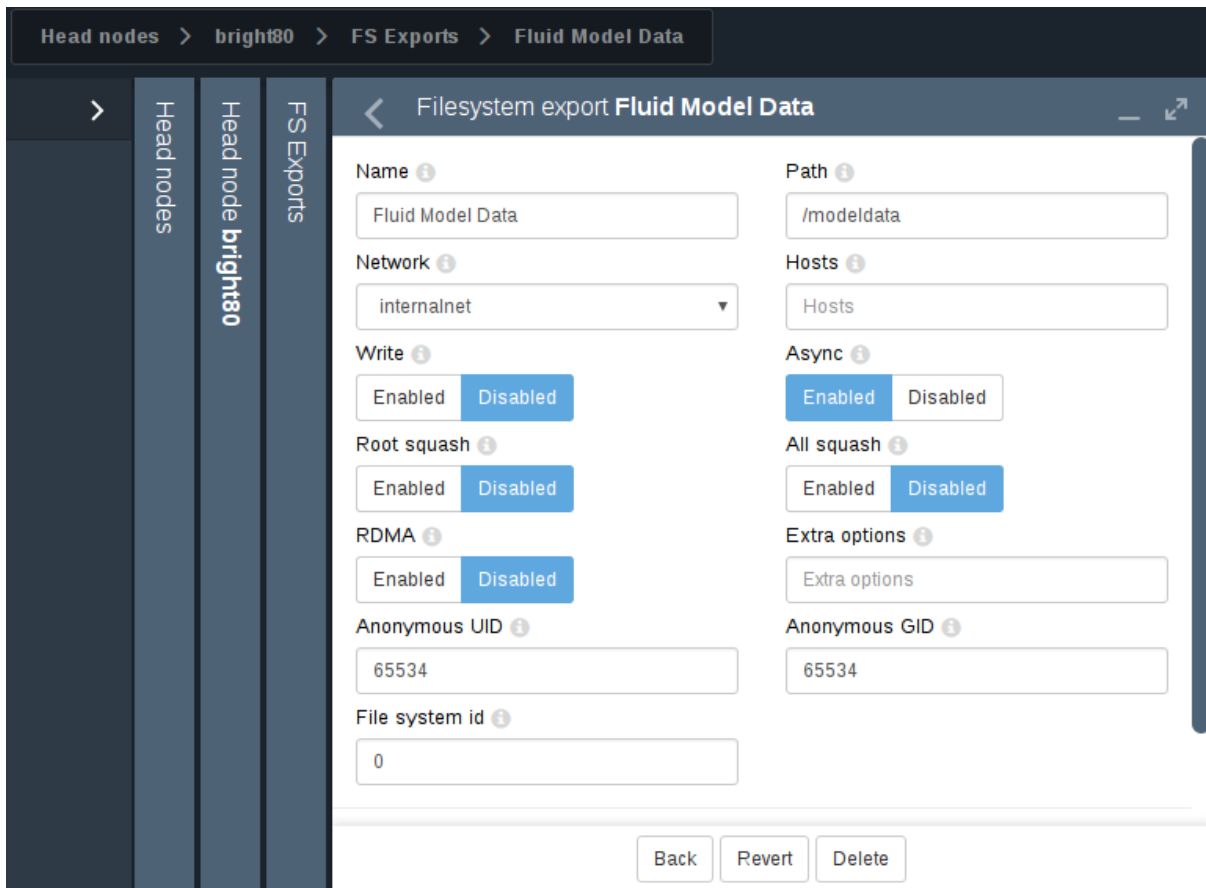 Head nodes > bright80 > FS Exports > Fluid Model Data
Head nodes
Head node bright80
FS Exports
Filesystem export Fluid Model Data
Name
Path
Fluid Model Data
/modeldata
Network
Hosts
internalnet
Hosts
Write
Async
Enabled Disabled
Enabled Disabled
Root squash
All squash
Enabled Disabled
Enabled Disabled
RDMA
Extra options
Enabled Disabled
Extra options
Anonymous UID
Anonymous GID
65534
65534
File system id
0
Back Revert Delete